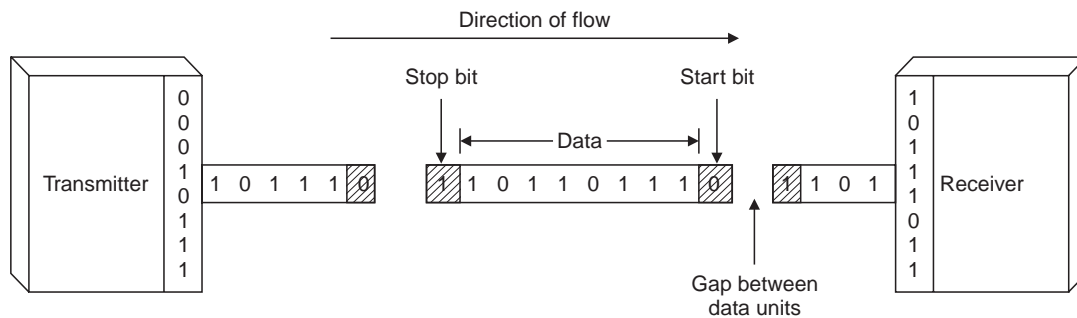 Direction of flow
Stop bit
Start bit
Data
Transmitter
0
0
0
1
0
1
1
1
1 0 1 1 1 0
1 1 0 1 1 0 1 1 1 0
1 1 0 1
1
0
1
1
1
0
1
1
Receiver
Gap between
data units